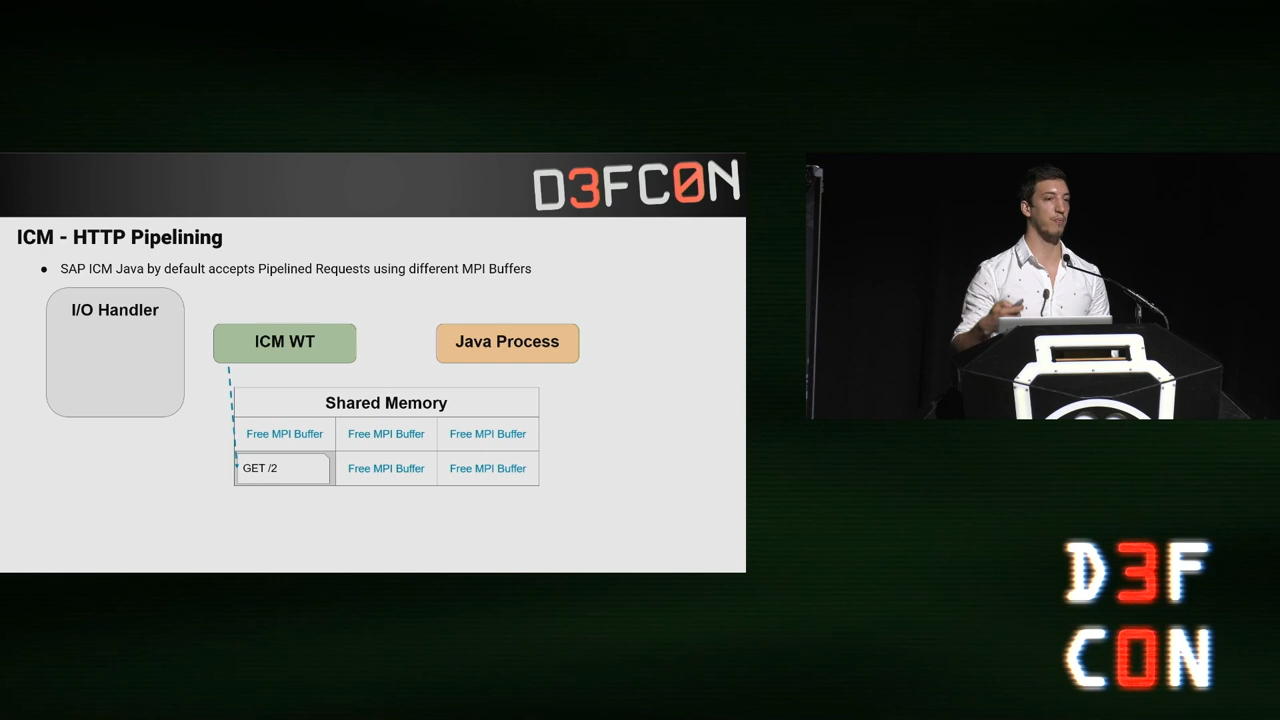 D3FC0N
ICM - HTTP Pipelining
● SAP ICM Java by default accepts Pipelined Requests using different MPI Buffers
I/O Handler
ICM WT
Java Process
Shared Memory
Free MPI Buffer Free MPI Buffer Free MPI Buffer
GET /2 Free MPI Buffer Free MPI Buffer
D3F
C0N